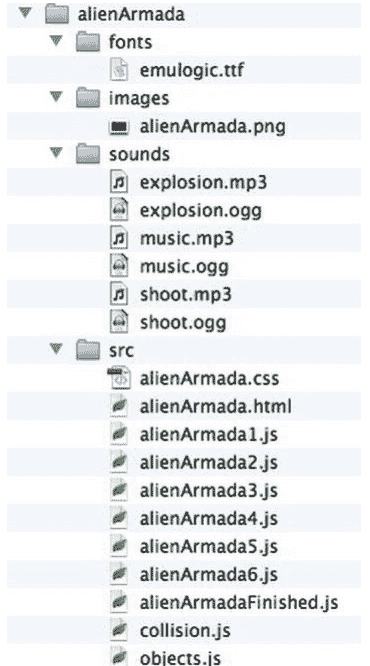 alienArmada
fonts
emulogic.ttf
images
alienArmada.png
sounds
explosion.mp3
explosion.ogg
music.mp3
music.ogg
shoot.mp3
shoot.ogg
src
alienArmada.css
alienArmada.html
alienArmada1.js
alienArmada2.js
alienArmada3.js
alienArmada4.js
alienArmada5.js
alienArmada6.js
alienArmadaFinished.js
collision.js
objects.js